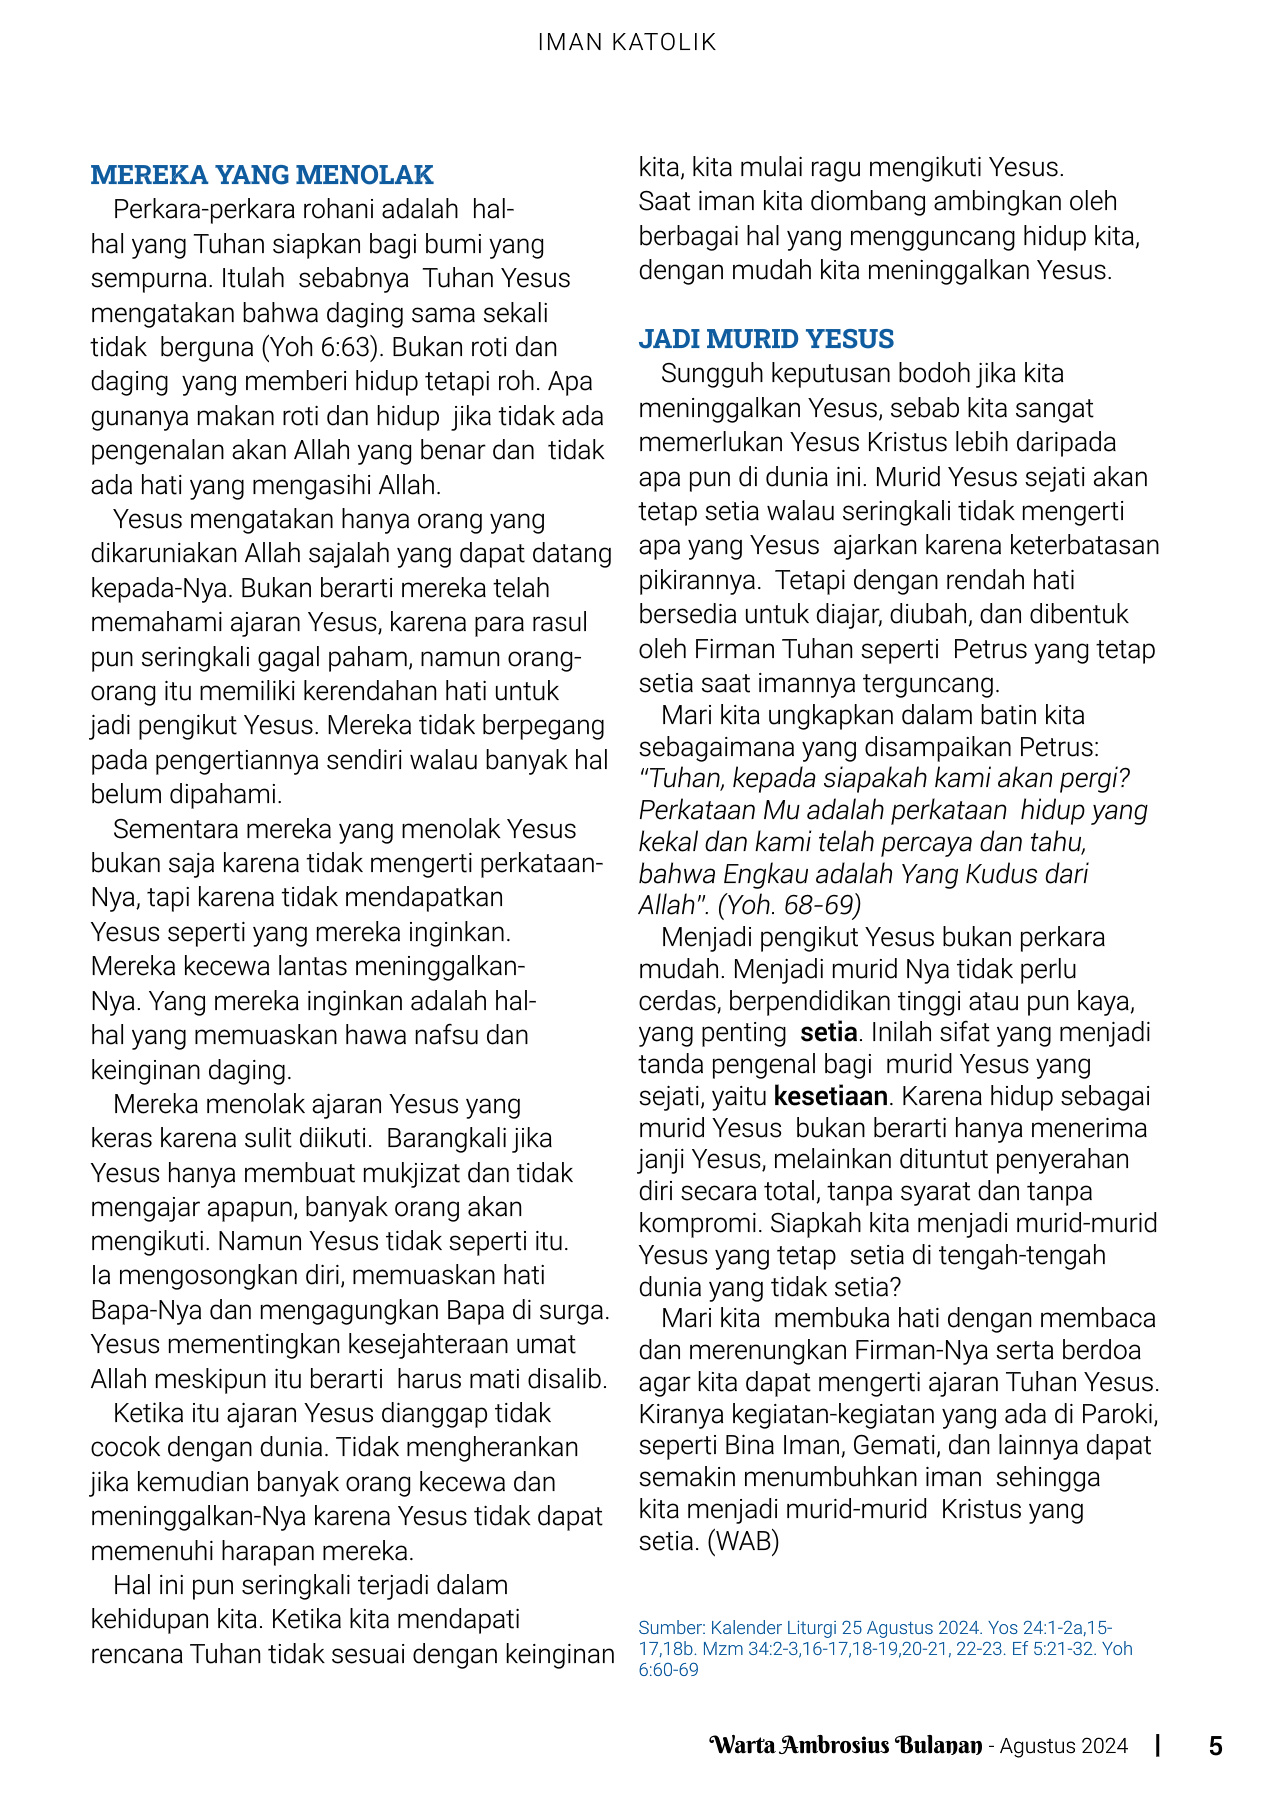 IMAN KATOLIK
MEREKA YANG MENOLAK
Perkara-perkara rohani adalah  hal-
hal yang Tuhan siapkan bagi bumi yang
sempurna. Itulah  sebabnya  Tuhan Yesus
mengatakan bahwa daging sama sekali
tidak  berguna (Yoh 6:63). Bukan roti dan
daging  yang memberi hidup tetapi roh. Apa
gunanya makan roti dan hidup  jika tidak ada
pengenalan akan Allah yang benar dan  tidak
ada hati yang mengasihi Allah.
Yesus mengatakan hanya orang yang
dikaruniakan Allah sajalah yang dapat datang
kepada-Nya. Bukan berarti mereka telah
memahami ajaran Yesus, karena para rasul
pun seringkali gagal paham, namun orang-
orang itu memiliki kerendahan hati untuk
jadi pengikut Yesus. Mereka tidak berpegang
pada pengertiannya sendiri walau banyak hal
belum dipahami.
Sementara mereka yang menolak Yesus
bukan saja karena tidak mengerti perkataan-
Nya, tapi karena tidak mendapatkan
Yesus seperti yang mereka inginkan.
Mereka kecewa lantas meninggalkan-
Nya. Yang mereka inginkan adalah hal-
hal yang memuaskan hawa nafsu dan
keinginan daging.
Mereka menolak ajaran Yesus yang
keras karena sulit diikuti.  Barangkali jika
Yesus hanya membuat mukjizat dan tidak
mengajar apapun, banyak orang akan
mengikuti. Namun Yesus tidak seperti itu.
Ia mengosongkan diri, memuaskan hati
Bapa-Nya dan mengagungkan Bapa di surga.
Yesus mementingkan kesejahteraan umat
Allah meskipun itu berarti  harus mati disalib.
Ketika itu ajaran Yesus dianggap tidak
cocok dengan dunia. Tidak mengherankan
jika kemudian banyak orang kecewa dan
meninggalkan-Nya karena Yesus tidak dapat
memenuhi harapan mereka.
Hal ini pun seringkali terjadi dalam
kehidupan kita. Ketika kita mendapati
rencana Tuhan tidak sesuai dengan keinginan
kita, kita mulai ragu mengikuti Yesus.
Saat iman kita diombang ambingkan oleh
berbagai hal yang mengguncang hidup kita,
dengan mudah kita meninggalkan Yesus.
JADI MURID YESUS
Sungguh keputusan bodoh jika kita
meninggalkan Yesus, sebab kita sangat
memerlukan Yesus Kristus lebih daripada
apa pun di dunia ini. Murid Yesus sejati akan
tetap setia walau seringkali tidak mengerti
apa yang Yesus  ajarkan karena keterbatasan
pikirannya.  Tetapi dengan rendah hati
bersedia untuk diajar, diubah, dan dibentuk
oleh Firman Tuhan seperti  Petrus yang tetap
setia saat imannya terguncang.
Mari kita ungkapkan dalam batin kita
sebagaimana yang disampaikan Petrus:
“Tuhan, kepada siapakah kami akan pergi?
Perkataan Mu adalah perkataan  hidup yang
kekal dan kami telah percaya dan tahu,
bahwa Engkau adalah Yang Kudus dari
Allah”. (Yoh. 68-69)
Menjadi pengikut Yesus bukan perkara
mudah. Menjadi murid Nya tidak perlu
cerdas, berpendidikan tinggi atau pun kaya,
yang penting  setia. Inilah sifat yang menjadi
tanda pengenal bagi  murid Yesus yang
sejati, yaitu kesetiaan. Karena hidup sebagai
murid Yesus  bukan berarti hanya menerima
janji Yesus, melainkan dituntut penyerahan
diri secara total, tanpa syarat dan tanpa
kompromi. Siapkah kita menjadi murid-murid
Yesus yang tetap  setia di tengah-tengah
dunia yang tidak setia?
Mari kita  membuka hati dengan membaca
dan merenungkan Firman-Nya serta berdoa
agar kita dapat mengerti ajaran Tuhan Yesus.
Kiranya kegiatan-kegiatan yang ada di Paroki,
seperti Bina Iman, Gemati, dan lainnya dapat
semakin menumbuhkan iman  sehingga
kita menjadi murid-murid  Kristus yang
setia. (WAB)
Sumber: Kalender Liturgi 25 Agustus 2024. Yos 24:1-2a,15-
17,18b. Mzm 34:2-3,16-17,18-19,20-21, 22-23. Ef 5:21-32. Yoh
6:60-69
Warta Ambrosius Bulanan - Agustus 2024 | 5